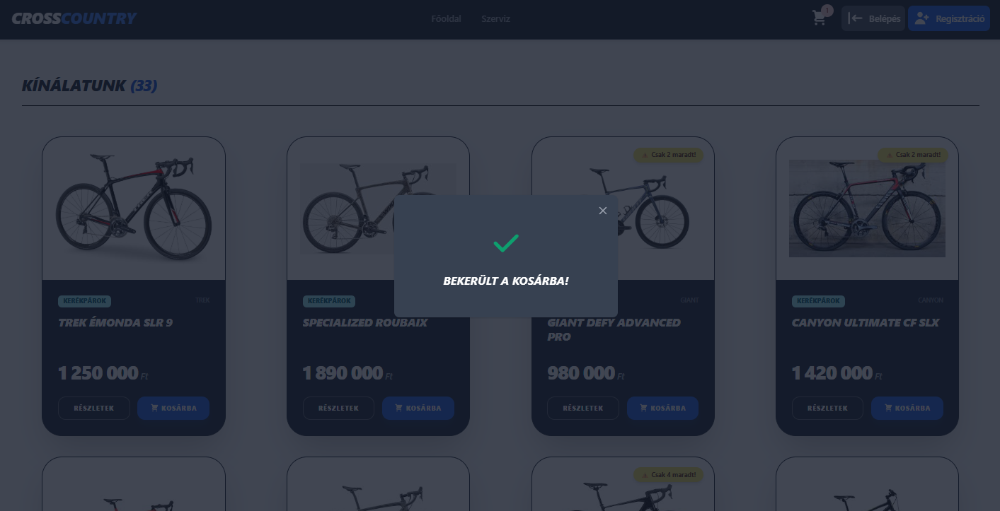 CROSSCOUNTRY
Főoldal
Szerviz
1
Belépés
Regisztráció
KÍNÁLATUNK (33)
Csak 2 maradt!
Csak 2 maradt!
BEKERÜLT A KOSÁRBA!
KERÉKPÁROK
TREK
TREK ÉMONDA SLR 9
1 250 000 Ft
RÉSZLETEK
KOSÁRBA
KERÉKPÁROK
SPECIALIZED ROUBAIX
1 890 000 Ft
RÉSZLETEK
KOSÁRBA
GIANT
GIANT DEFY ADVANCED
PRO
980 000 Ft
RÉSZLETEK
KOSÁRBA
KERÉKPÁROK
CANYON
CANYON ULTIMATE CF SLX
1 420 000 Ft
RÉSZLETEK
KOSÁRBA
Csak 4 maradt!